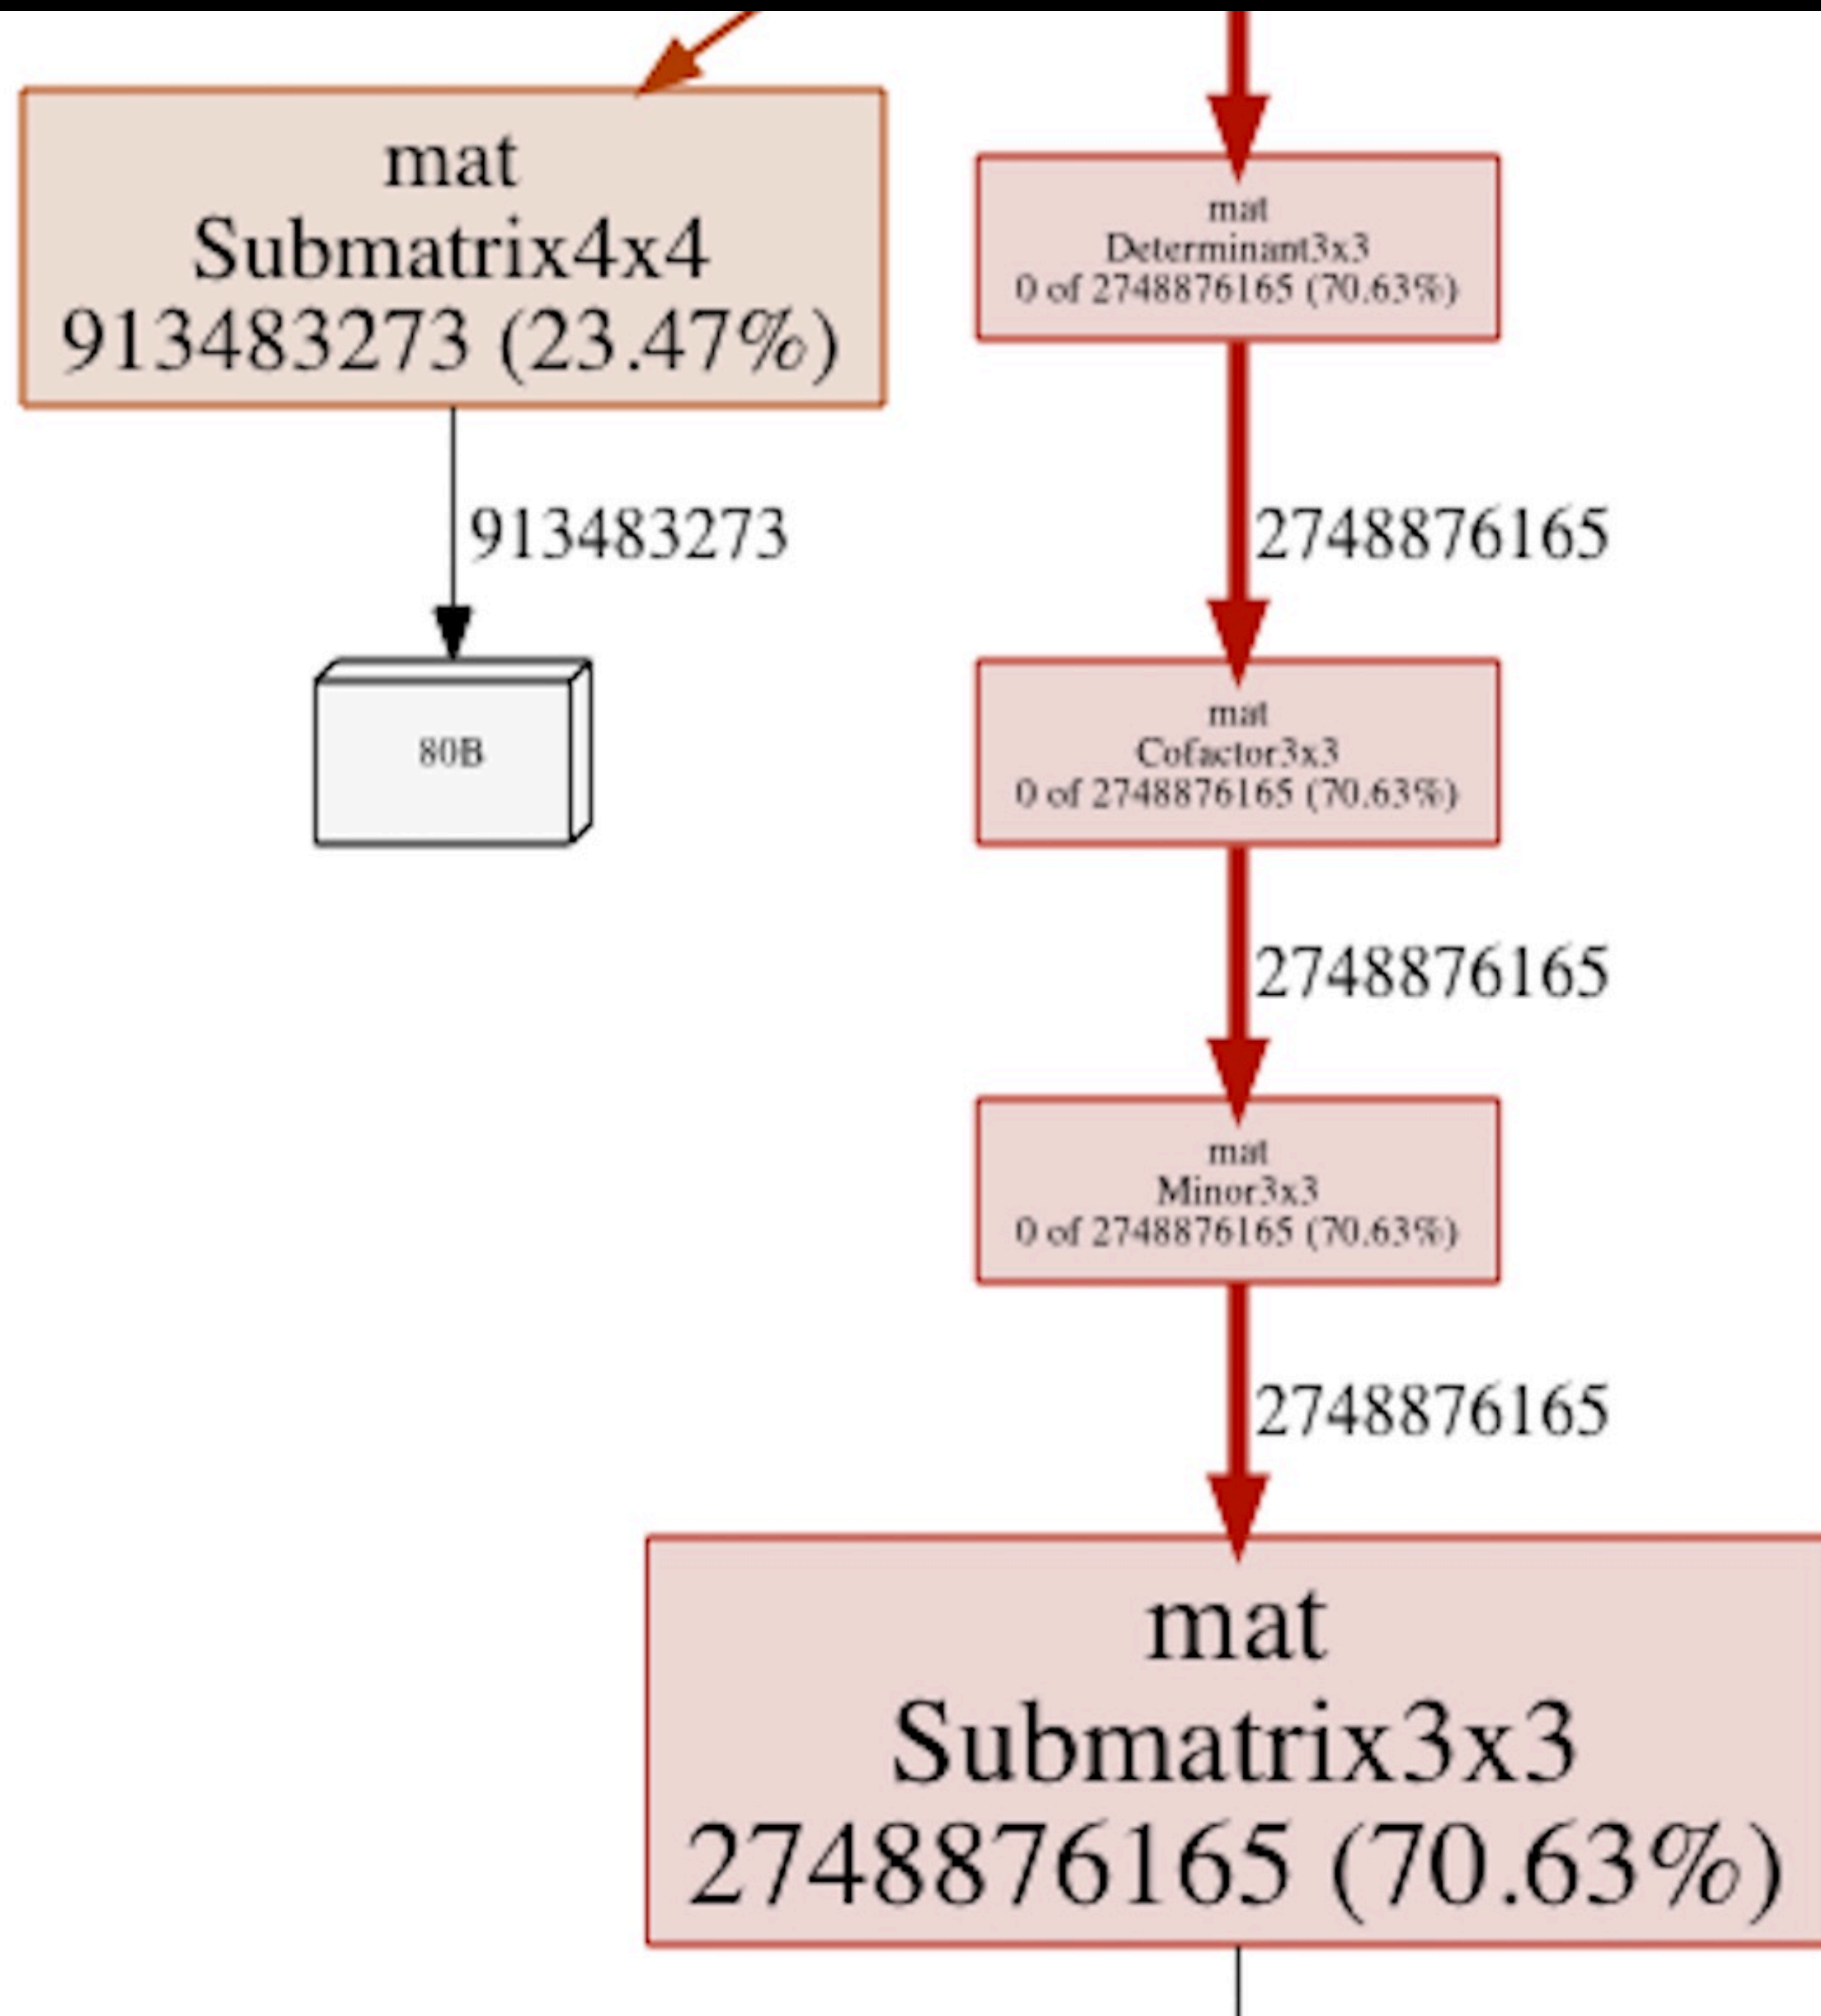 mat
Submatrix4x4
913483273 (23.47%)
913483273
80B
mat
Determinant3x3
0 of 2748876165 (70.63%)
2748876165
mat
Cofactor3x3
0 of 2748876165 (70.63%)
2748876165
mat
Minor3x3
0 of 2748876165 (70.63%)
2748876165
mat
Submatrix3x3
2748876165 (70.63%)